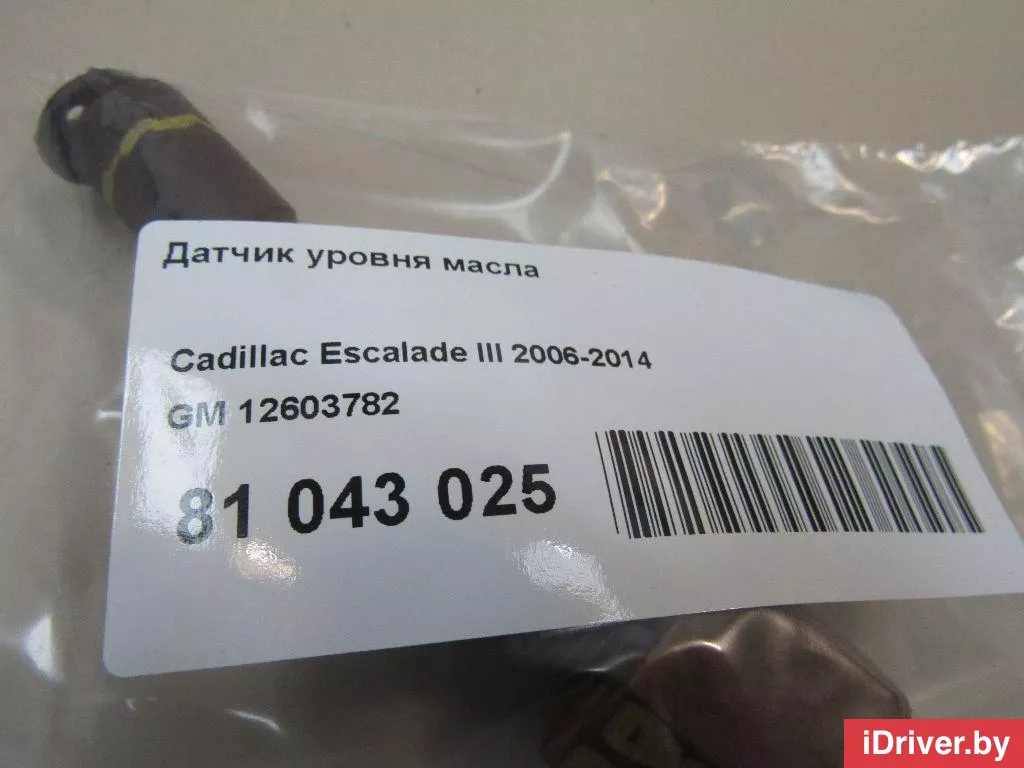 Датчик уровня масла
Cadillac Escalade III 2006-2014
GM 12603782
81 043 025
iDriver.by